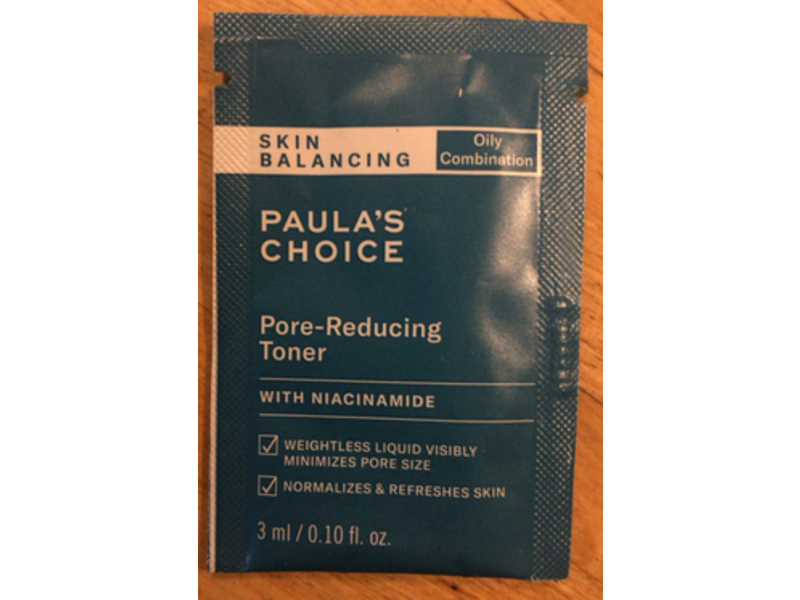 SKIN
BALANCING
Oily
Combination
PAULA'S
CHOICE
Pore-Reducing
Toner
WITH NIACINAMIDE
WEIGHTLESS LIQUID VISIBLY
MINIMIZES PORE SIZE
NORMALIZES & REFRESHES SKIN
3 ml / 0.10 fl. oz.